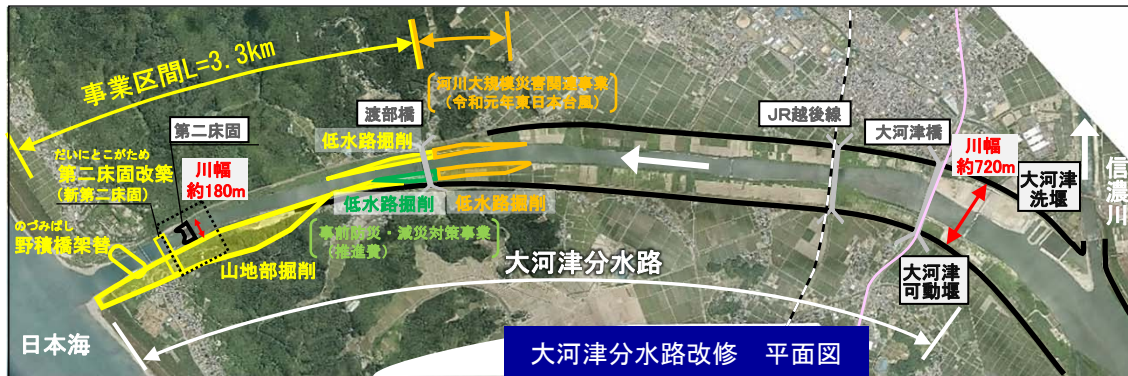 事業区間L=3.3km
河川大規模災害関連事業
(令和元年東日本台風)
渡部橋
JR越後線
大河津橋
第二床固
低水路掘削
川幅
約720m
だいにとこがため
第二床固改築
(新第二床固)
川幅
約180m
大河津
洗堰
信濃川
低水路掘削
低水路掘削
のづみばし
野積橋架替
事前防災・減災対策事業
(推進費)
山地部掘削
大河津分水路
大河津
可動堰
日本海
大河津分水路改修 平面図